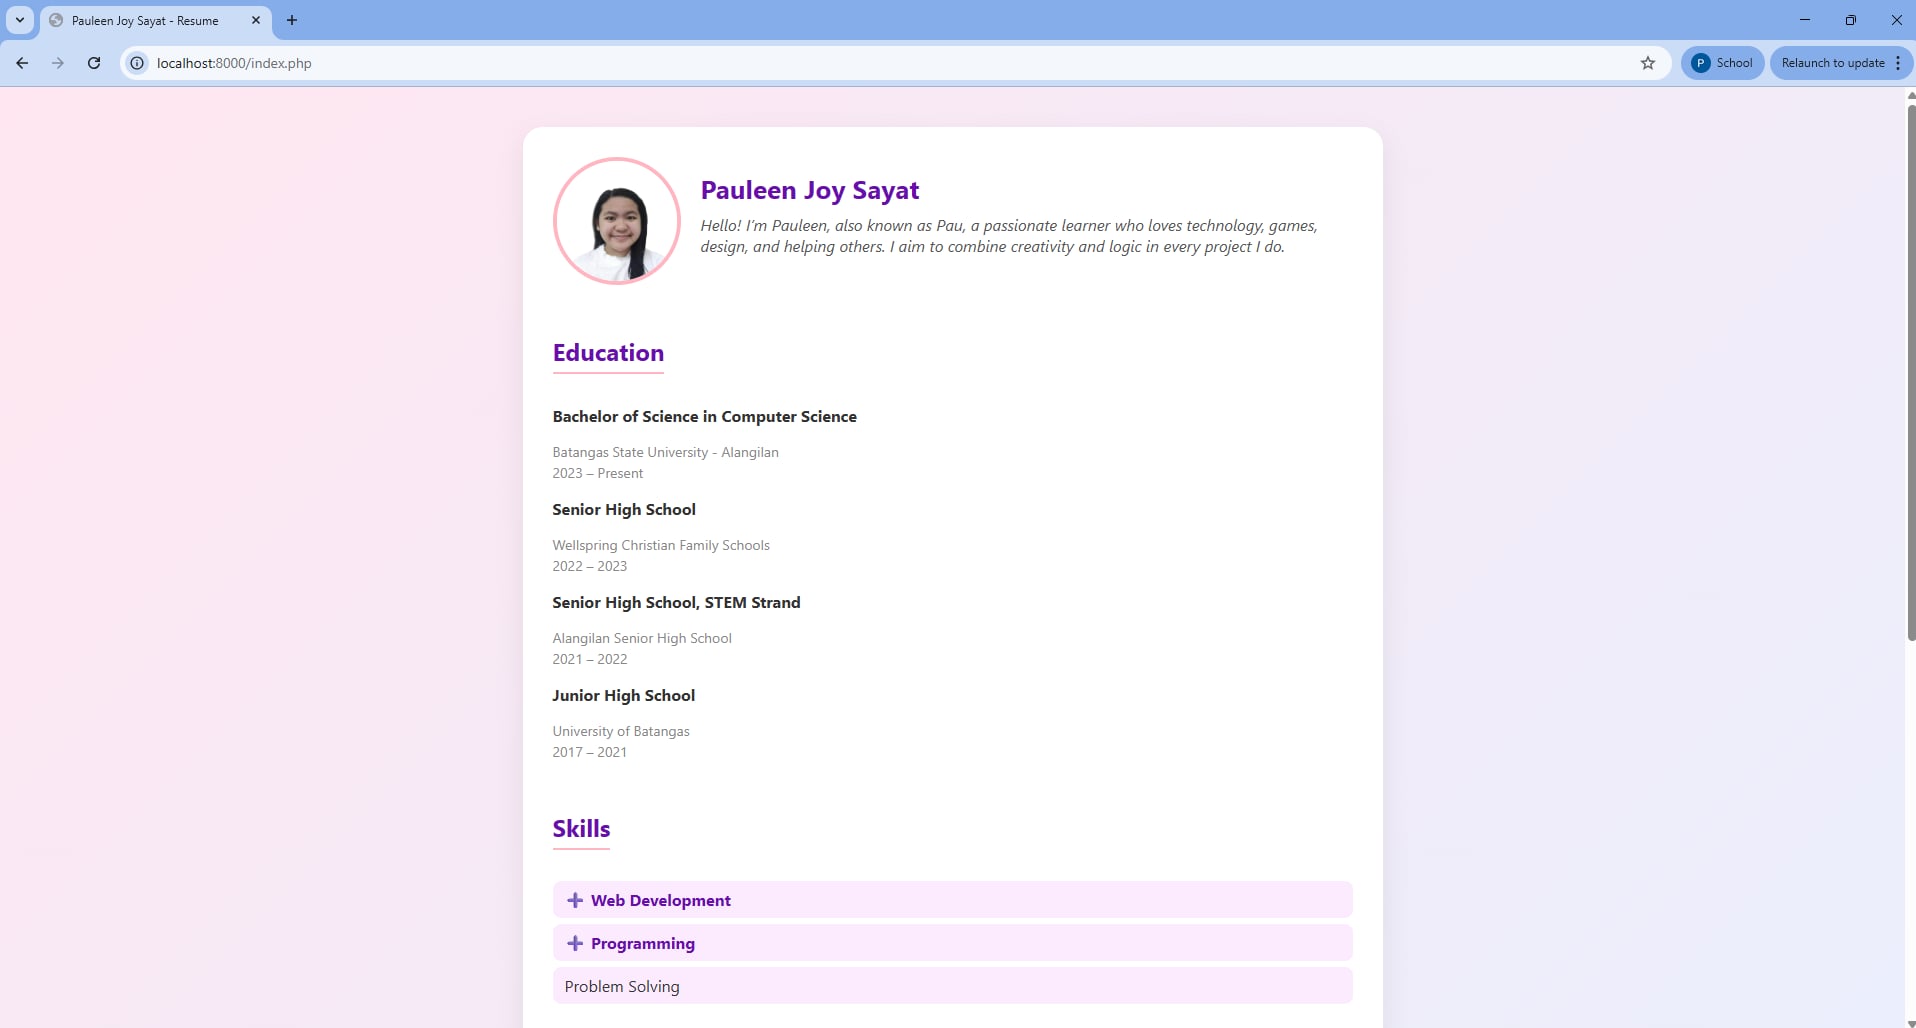 Pauleen Joy Sayat - Resume
localhost:8000/index.php
P School
Relaunch to update
Pauleen Joy Sayat
Hello! I'm Pauleen, also known as Pau, a passionate learner who loves technology, games,
design, and helping others. I aim to combine creativity and logic in every project I do.
Education
Bachelor of Science in Computer Science
Batangas State University - Alangilan
2023 – Present
Senior High School
Wellspring Christian Family Schools
2022 – 2023
Senior High School, STEM Strand
Alangilan Senior High School
2021 – 2022
Junior High School
University of Batangas
2017 – 2021
Skills
➕ Web Development
➕ Programming
Problem Solving